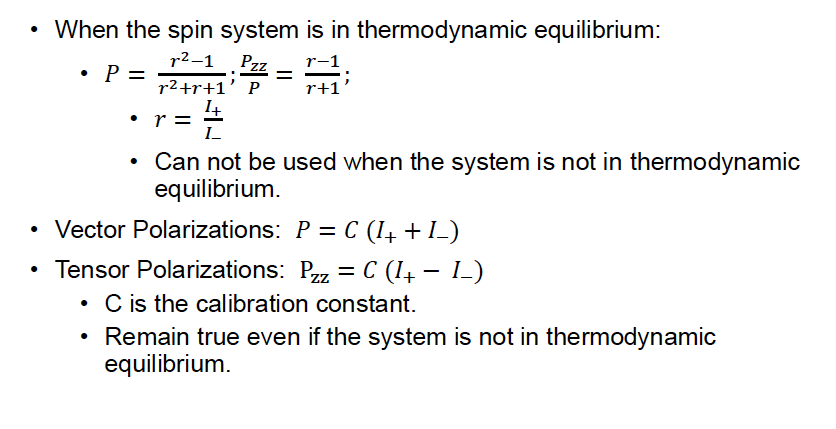 • When the spin system is in thermodynamic equilibrium:
• P = \frac{r^2−1}{r^2+r+1}; \frac{P_{zz}}{P} = \frac{r−1}{r+1};
• r = \frac{I_+}{I_−}
• Can not be used when the system is not in thermodynamic
equilibrium.
• Vector Polarizations: P = C (I_+ + I_−)
• Tensor Polarizations: P_{zz} = C (I_+ − I_−)
• C is the calibration constant.
• Remain true even if the system is not in thermodynamic
equilibrium.